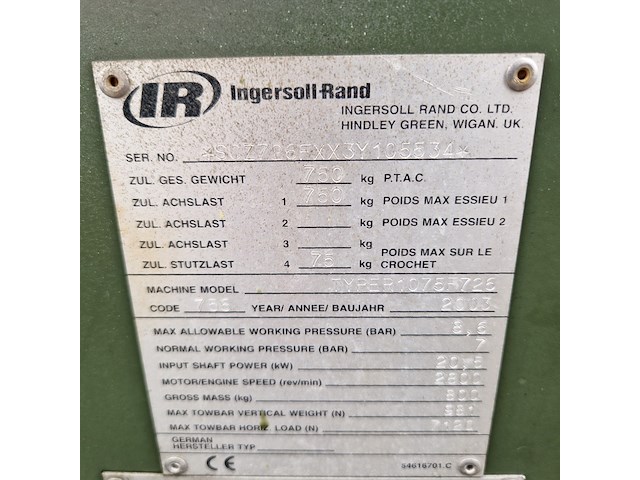 IR Ingersoll-Rand
INGERSOLL RAND CO. LTD.
HINDLEY GREEN, WIGAN. UK.
SER. NO.
ZUL. GES. GEWICHT 750 kg P.T.A.C.
ZUL. ACHSLAST 1 750 kg POIDS MAX ESSIEU 1
ZUL. ACHSLAST 2 kg POIDS MAX ESSIEU 2
ZUL. ACHSLAST 3 kg
ZUL. STUTZLAST 4 75 kg POIDS MAX SUR LE CROCHET
MACHINE MODEL
CODE YEAR/ ANNEE/ BAUJAHR 2003
MAX ALLOWABLE WORKING PRESSURE (BAR) 8,6
NORMAL WORKING PRESSURE (BAR) 7
INPUT SHAFT POWER (kW)
MOTOR/ENGINE SPEED (rev/min)
GROSS MASS (kg)
MAX TOWBAR VERTICAL WEIGHT (N)
MAX TOWBAR HORIZ. LOAD (N)
GERMAN
HERSTELLER TYP
CE 54616701.C